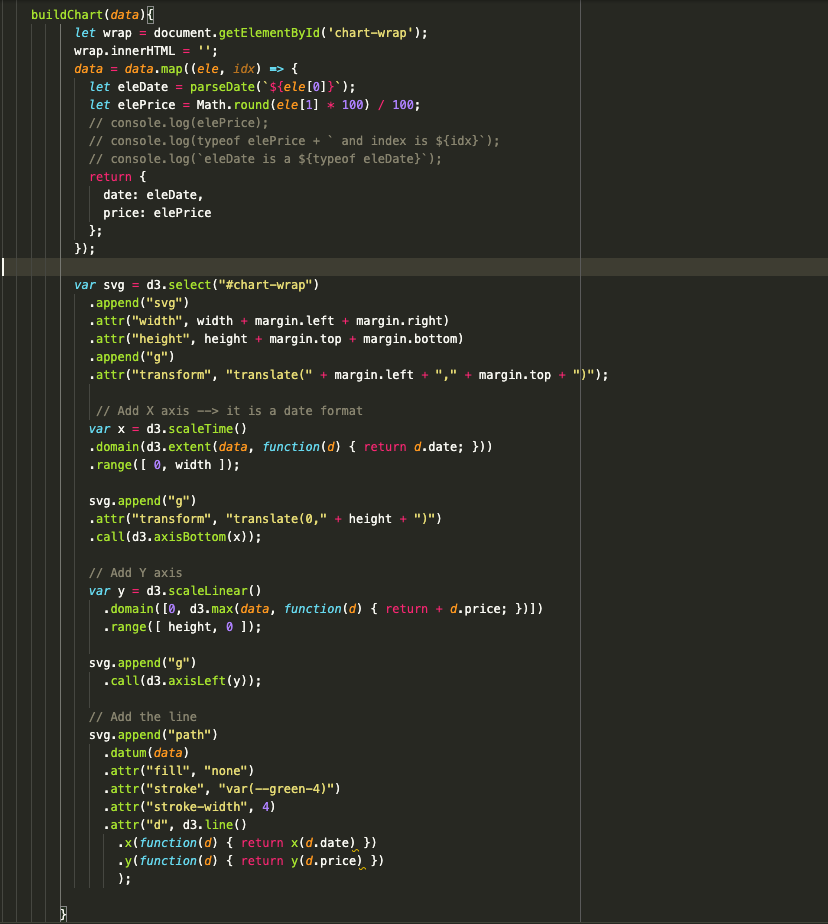 buildChart(data){
let wrap = document.getElementById('chart-wrap');
wrap.innerHTML = '';
data = data.map((ele, idx) => {
let eleDate = parseDate(`${ele[0]}`);
let elePrice = Math.round(ele[1] * 100) / 100;
// console.log(elePrice);
// console.log(typeof elePrice + ` and index is ${idx}`);
// console.log(`eleDate is a ${typeof eleDate}`);
return {
date: eleDate,
price: elePrice
};
});
var svg = d3.select("#chart-wrap")
.append("svg")
.attr("width", width + margin.left + margin.right)
.attr("height", height + margin.top + margin.bottom)
.append("g")
.attr("transform", "translate(" + margin.left + "," + margin.top + ")");
// Add X axis --> it is a date format
var x = d3.scaleTime()
.domain(d3.extent(data, function(d) { return d.date; }))
.range([ 0, width ]);
svg.append("g")
.attr("transform", "translate(0," + height + ")")
.call(d3.axisBottom(x));
// Add Y axis
var y = d3.scaleLinear()
.domain([0, d3.max(data, function(d) { return + d.price; })])
.range([ height, 0 ]);
svg.append("g")
.call(d3.axisLeft(y));
// Add the line
svg.append("path")
.datum(data)
.attr("fill", "none")
.attr("stroke", "var(--green-4)")
.attr("stroke-width", 4)
.attr("d", d3.line()
.x(function(d) { return x(d.date) })
.y(function(d) { return y(d.price) })
);
}